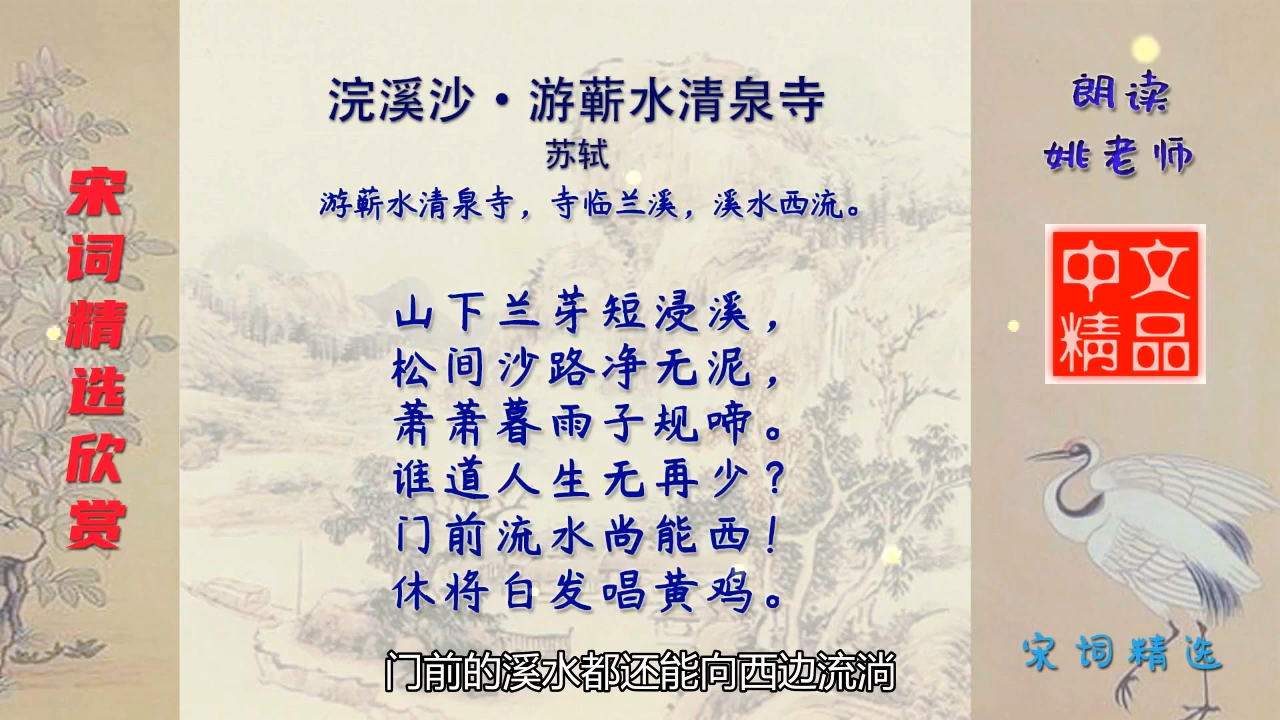 宋词精选欣赏
浣溪沙·游蕲水清泉寺
苏轼
游蕲水清泉寺，寺临兰溪，溪水西流。
山下兰芽短浸溪，
松间沙路净无泥，
萧萧暮雨子规啼。
谁道人生无再少？
门前流水尚能西！
休将白发唱黄鸡。
门前的溪水都还能向西边流淌
朗读
姚老师
中文
精品
宋词精选